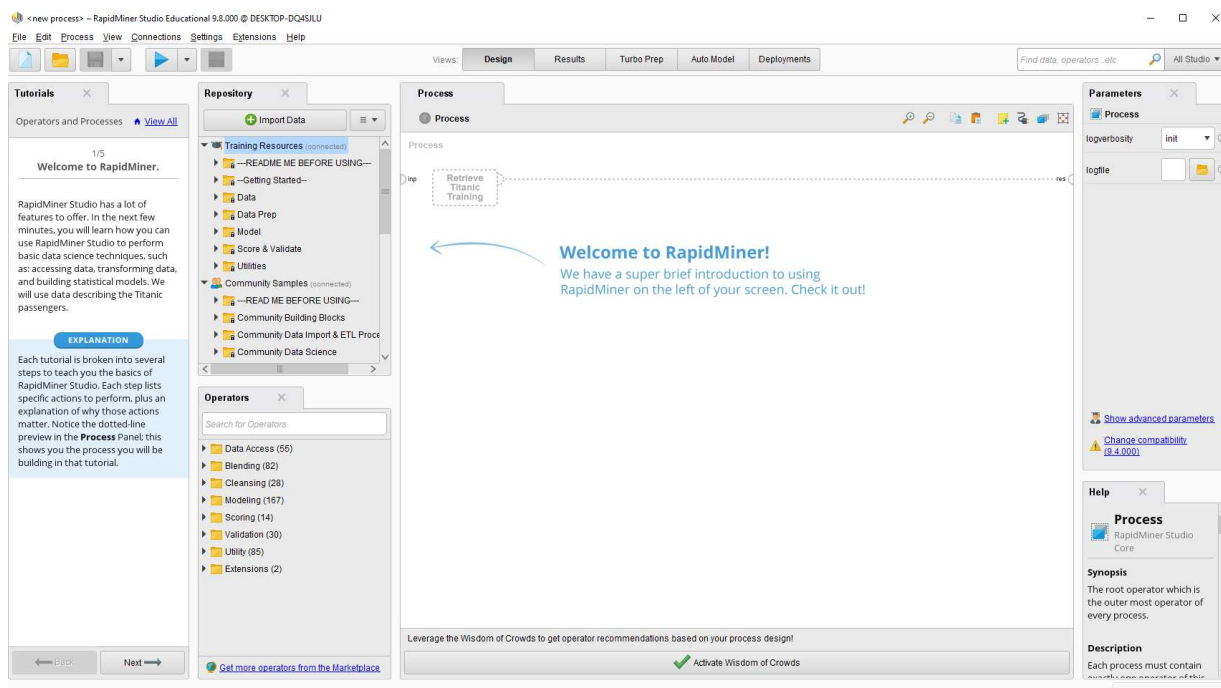 <new process> – RapidMiner Studio Educational 9.8.000 @ DESKTOP-DQ4SJLU
File Edit Process View Connections Settings Extensions Help
Views: Design Results Turbo Prep Auto Model Deployments
Find data, operators...etc All Studio
Tutorials
Operators and Processes View All
1/5
Welcome to RapidMiner.
RapidMiner Studio has a lot of
features to offer. In the next few
minutes, you will learn how you can
use RapidMiner Studio to perform
basic data science techniques, such
as: accessing data, transforming data,
and building statistical models. We
will use data describing the Titanic
passengers.
EXPLANATION
Each tutorial is broken into several
steps to teach you the basics of
RapidMiner Studio. Each step lists
specific actions to perform, plus an
explanation of why those actions
matter. Notice the dotted-line
preview in the Process Panel; this
shows you the process you will be
building in that tutorial.
Back Next
Repository
Import Data
Training Resources (connected)
---README ME BEFORE USING---
--Getting Started--
Data
Data Prep
Model
Score & Validate
Utilities
Community Samples (connected)
---READ ME BEFORE USING---
Community Building Blocks
Community Data Import & ETL Proce
Community Data Science
Operators
Search for Operators
Data Access (55)
Blending (82)
Cleansing (28)
Modeling (167)
Scoring (14)
Validation (30)
Utility (85)
Extensions (2)
Get more operators from the Marketplace
Process
Process
Process
inp
Retrieve
Titanic
Training
res
Welcome to RapidMiner!
We have a super brief introduction to using
RapidMiner on the left of your screen. Check it out!
Leverage the Wisdom of Crowds to get operator recommendations based on your process design!
Activate Wisdom of Crowds
Parameters
Process
logverbosity init
logfile
Show advanced parameters
Change compatibility
(9.4.000)
Help
Process
RapidMiner Studio
Core
Synopsis
The root operator which is
the outer most operator of
every process.
Description
Each process must contain
exactly one operator of this